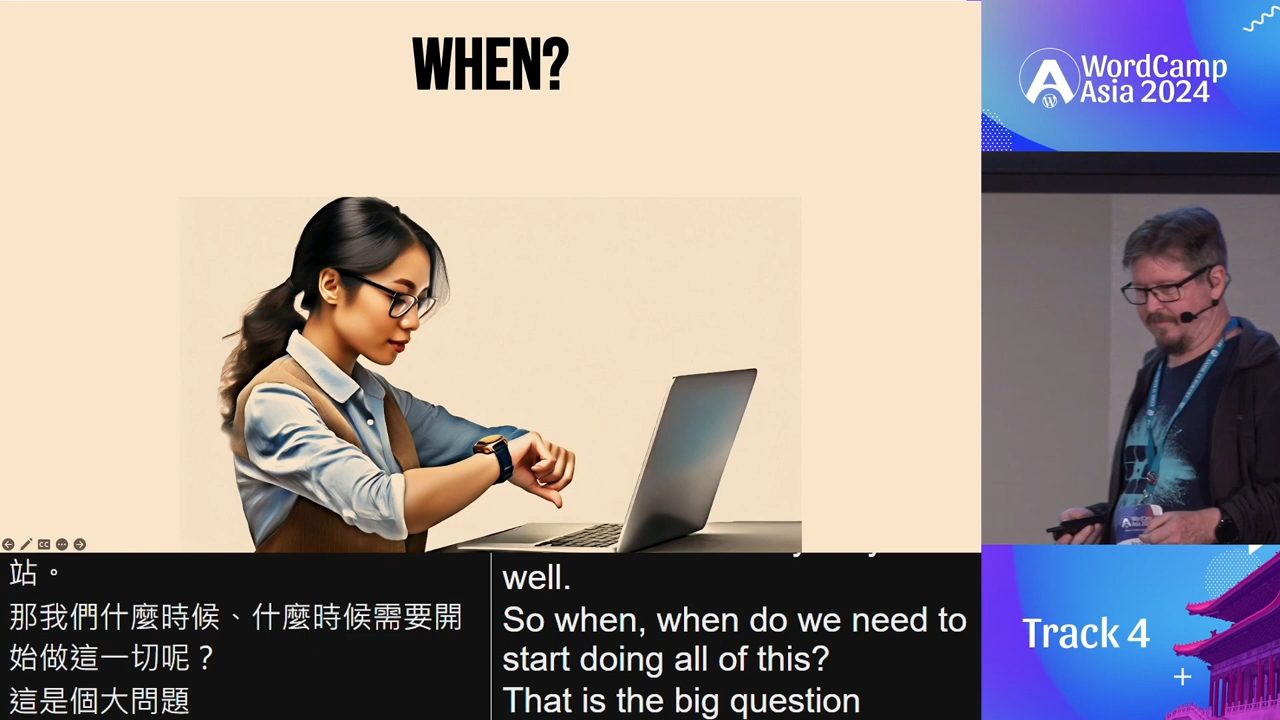 WHEN?
WordCamp
Asia 2024
站。
那我們什麼時候、什麼時候需要開
始做這一切呢？
這是個大問題
well.
So when, when do we need to
start doing all of this?
That is the big question
Track 4